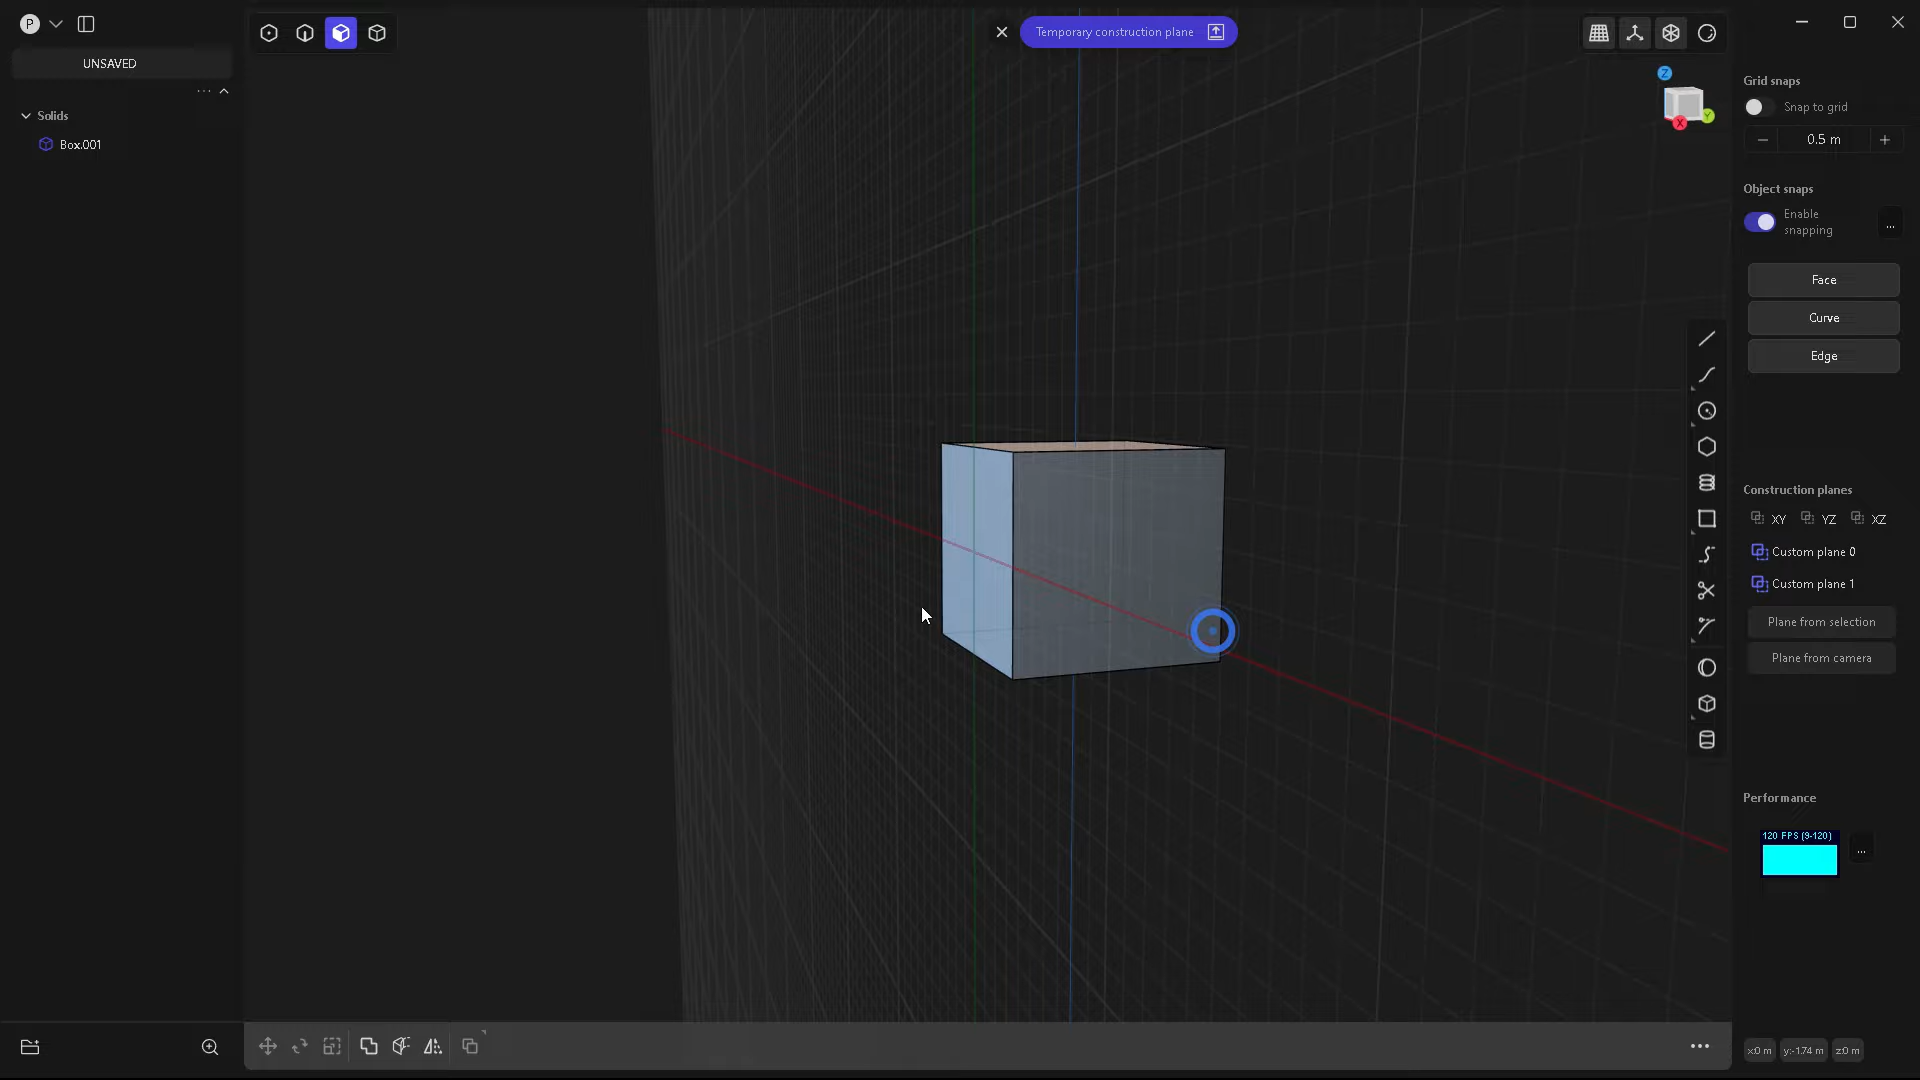 P
UNSAVED
Solids
Box.001
Temporary construction plane
Z
Y
X
Grid snaps
Snap to grid
0.5 m
Object snaps
Enable
snapping
...
Face
Curve
Edge
Construction planes
XY YZ XZ
Custom plane 0
Custom plane 1
Plane from selection
Plane from camera
Performance
120 FPS (9-120)
...
x:0 m y:-1.74 m z:0 m